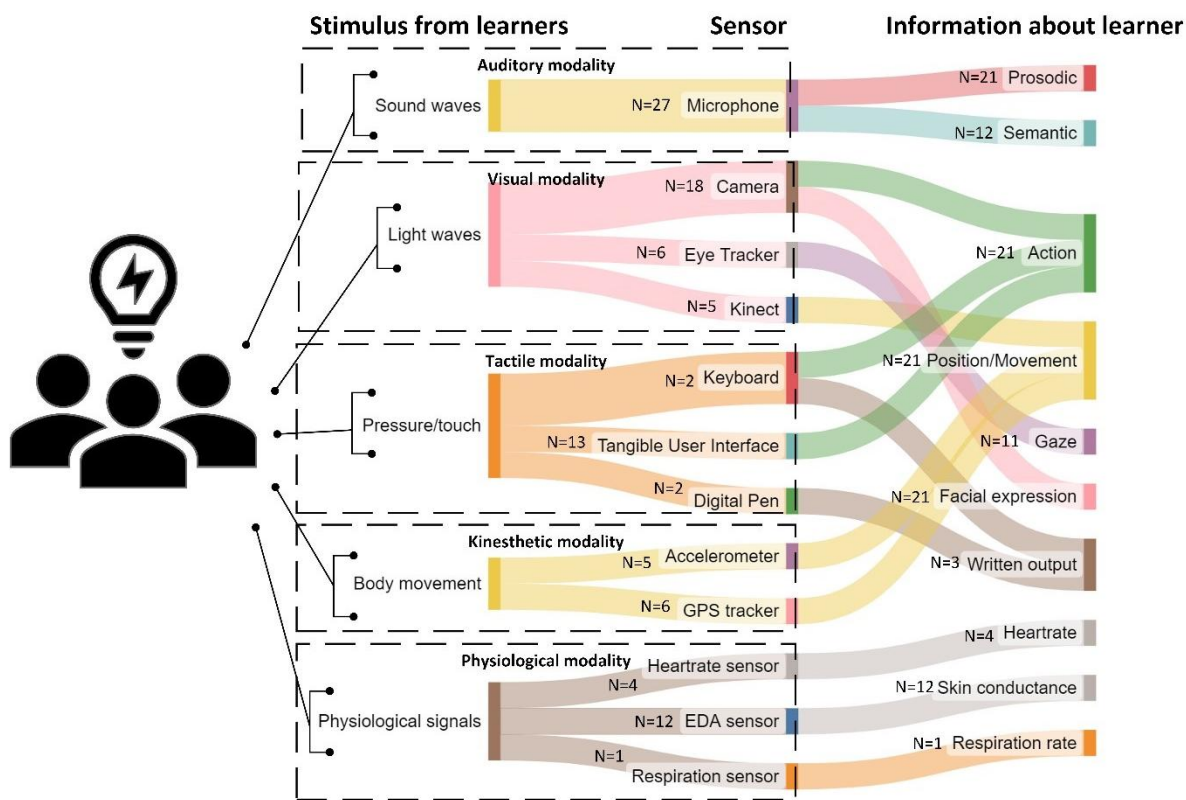 Stimulus from learners Sensor Information about learner
Auditory modality
Sound waves
N=27 Microphone
N=21 Prosodic
N=12 Semantic
Visual modality
Light waves
N=18 Camera
N=6 Eye Tracker
N=5 Kinect
N=21 Action
N=21 Position/Movement
Tactile modality
Pressure/touch
N=2 Keyboard
N=13 Tangible User Interface
N=2 Digital Pen
N=11 Gaze
N=21 Facial expression
N=3 Written output
Kinesthetic modality
Body movement
N=5 Accelerometer
N=6 GPS tracker
Physiological modality
Physiological signals
Heartrate sensor
N=4
N=12 EDA sensor
N=1
Respiration sensor
N=4 Heartrate
N=12 Skin conductance
N=1 Respiration rate